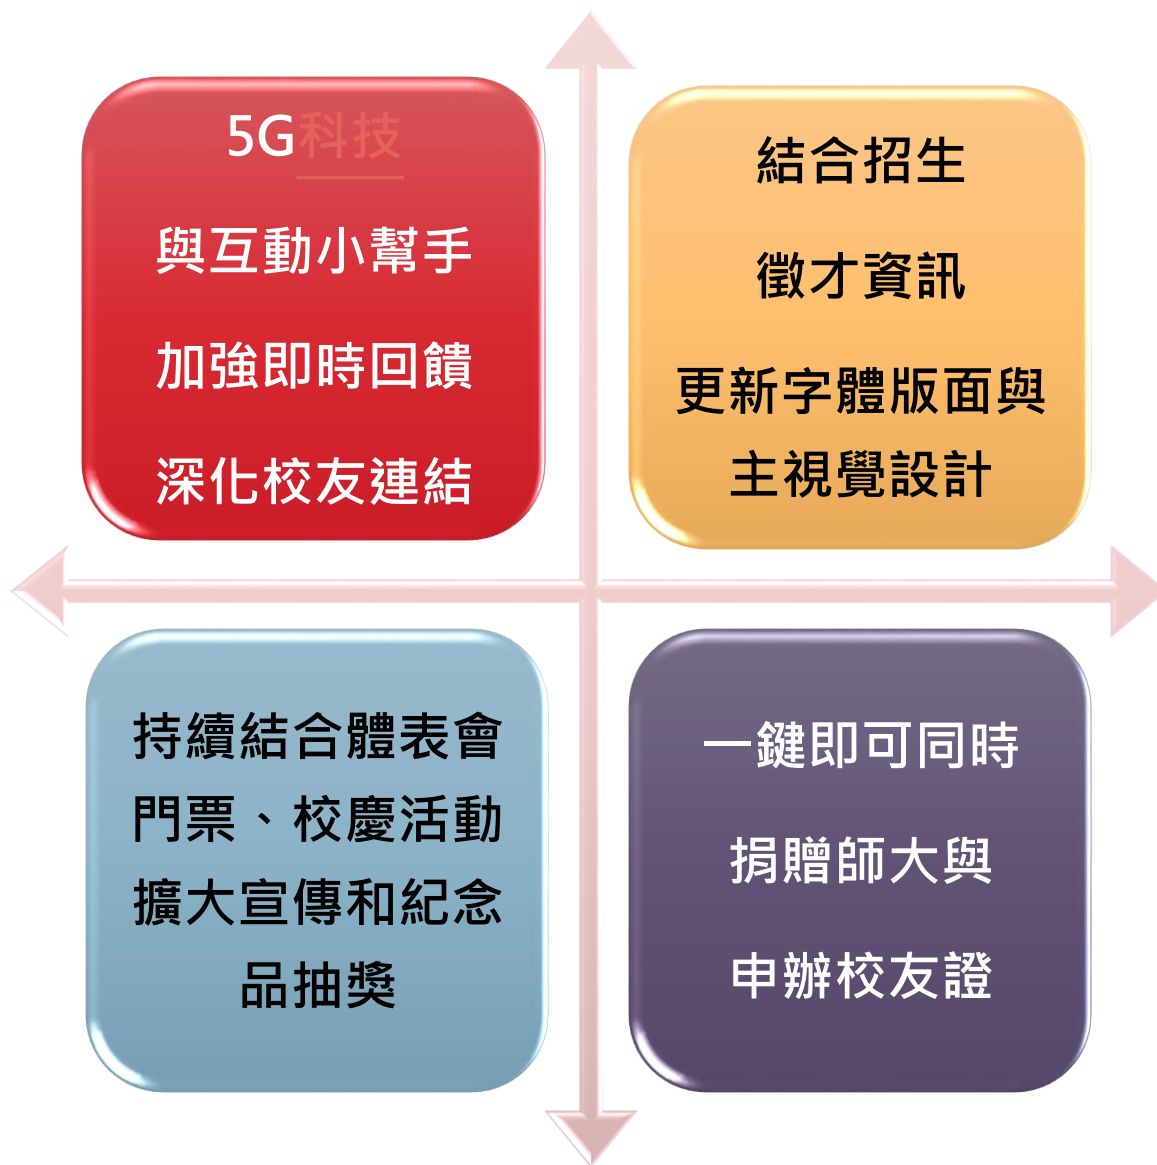 5G科技
與互動小幫手
加強即時回饋
深化校友連結
結合招生
徵才資訊
更新字體版面與
主視覺設計
持續結合體表會
門票、校慶活動
擴大宣傳和紀念
品抽獎
一鍵即可同時
捐贈師大與
申辦校友證